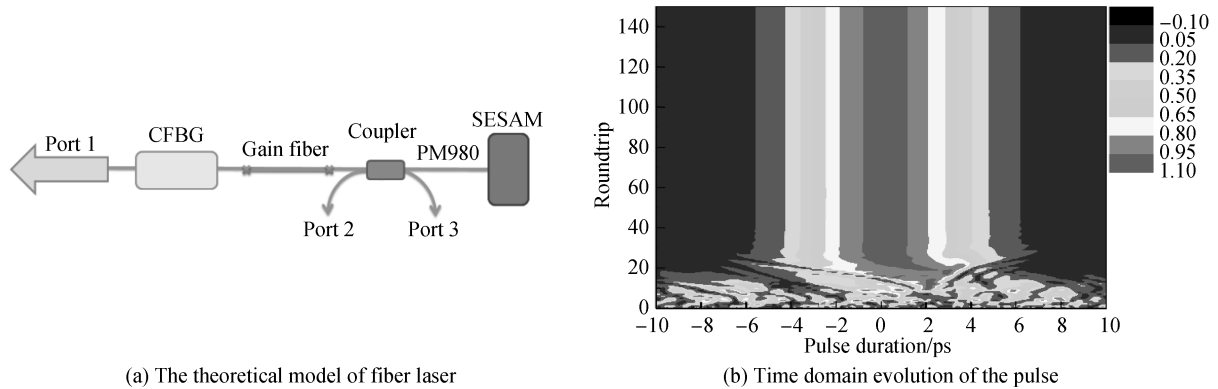 Port 1
CFBG
Gain fiber
Coupler
PM980
SESAM
Port 2
Port 3
(a) The theoretical model of fiber laser
Roundtrip
140
120
100
80
60
40
20
0
−10
−8
−6
−4
−2
0
2
4
6
8
10
Pulse duration/ps
−0.10
0.05
0.20
0.35
0.50
0.65
0.80
0.95
1.10
(b) Time domain evolution of the pulse